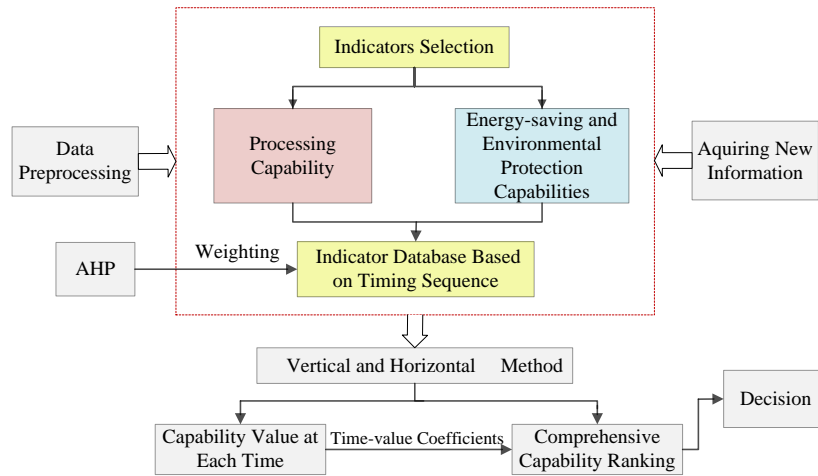 Indicators Selection
Processing
Capability
Energy-saving and
Environmental
Protection
Capabilities
Data
Preprocessing
Aquiring New
Information
AHP
Weighting
Indicator Database Based
on Timing Sequence
Vertical and Horizontal Method
Decision
Capability Value at
Each Time
Time-value Coefficients
Comprehensive
Capability Ranking